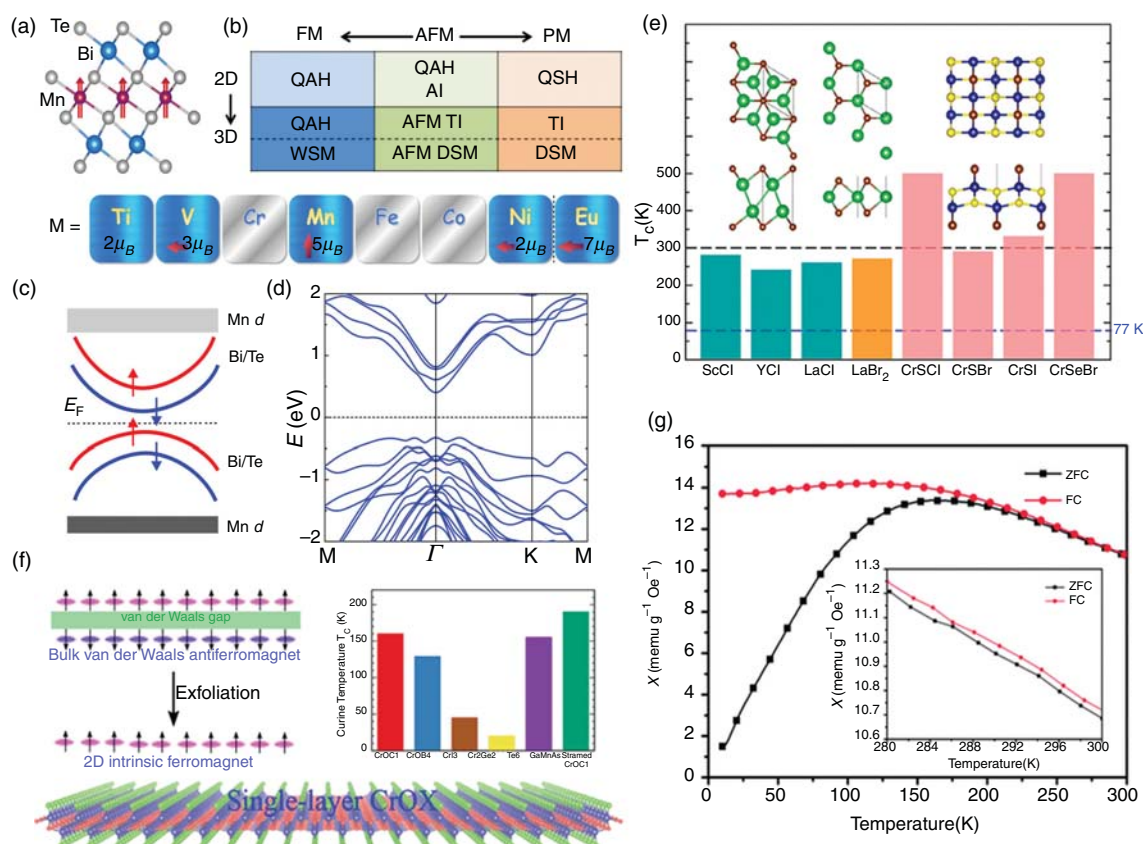 (a)
Te
Bi
Mn
(b)
FM
AFM
PM
2D
3D
QAH
QAH
AI
QSH
QAH
AFM TI
TI
WSM
AFM DSM
DSM
M =
Ti
2μB
V
3μB
Cr
Mn
5μB
Fe
Co
Ni
2μB
Eu
7μB
(c)
Mn d
Bi/Te
EF
Bi/Te
Mn d
(d)
E (eV)
2
1
0
−1
−2
M
Γ
K
M
(e)
Tc(K)
500
400
300
200
100
0
77 K
ScCl
YCl
LaCl
LaBr2
CrSCl
CrSBr
CrSI
CrSeBr
(f)
van der Waals gap
Bulk van der Waals antiferromagnet
Exfoliation
2D intrinsic ferromagnet
Curine Temperature TC (K)
200
150
100
50
0
CrOC1
CrOB4
CrI3
Cr2Ge2
Te6
GaMnAs
Stramed
CrOC1
Single-layer CrOX
(g)
X (memu g−1 Oe−1)
16
14
12
10
8
6
4
2
0
ZFC
FC
0
50
100
150
200
250
300
Temperature(K)
X (memu g−1 Oe−1)
11.3
11.2
11.1
11.0
10.9
10.8
10.7
10.6
ZFC
FC
280
284
288
292
296
300
Temperature(K)